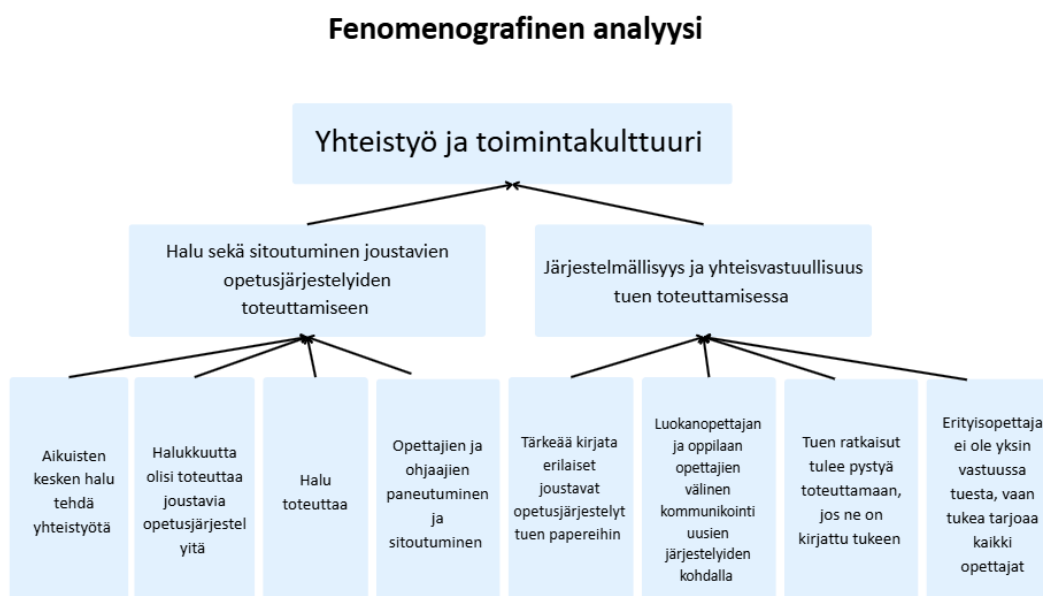 Fenomenografinen analyysi
Yhteistyö ja toimintakulttuuri
Halu sekä sitoutuminen joustavien
opetusjärjestelyiden
toteuttamiseen
Järjestelmällisyys ja yhteisvastuullisuus
tuen toteuttamisessa
Aikuisten
kesken halu
tehdä
yhteistyötä
Halukkuutta
olisi toteuttaa
joustavia
opetusjärjestel
yitä
Halu
toteuttaa
Opettajien ja
ohjaajien
paneutuminen
ja
sitoutuminen
Tärkeää kirjata
erilaiset
joustavat
opetusjärjestelyt
tuen papereihin
Luokanopettajan
ja oppilaan
opettajien
välinen
kommunikointi
uusien
järjestelyiden
kohdalla
Tuen ratkaisut
tulee pystyä
toteuttamaan,
jos ne on
kirjattu tukeen
Erityisopettaja
ei ole yksin
vastuussa
tuesta, vaan
tukea tarjoaa
kaikki
opettajat